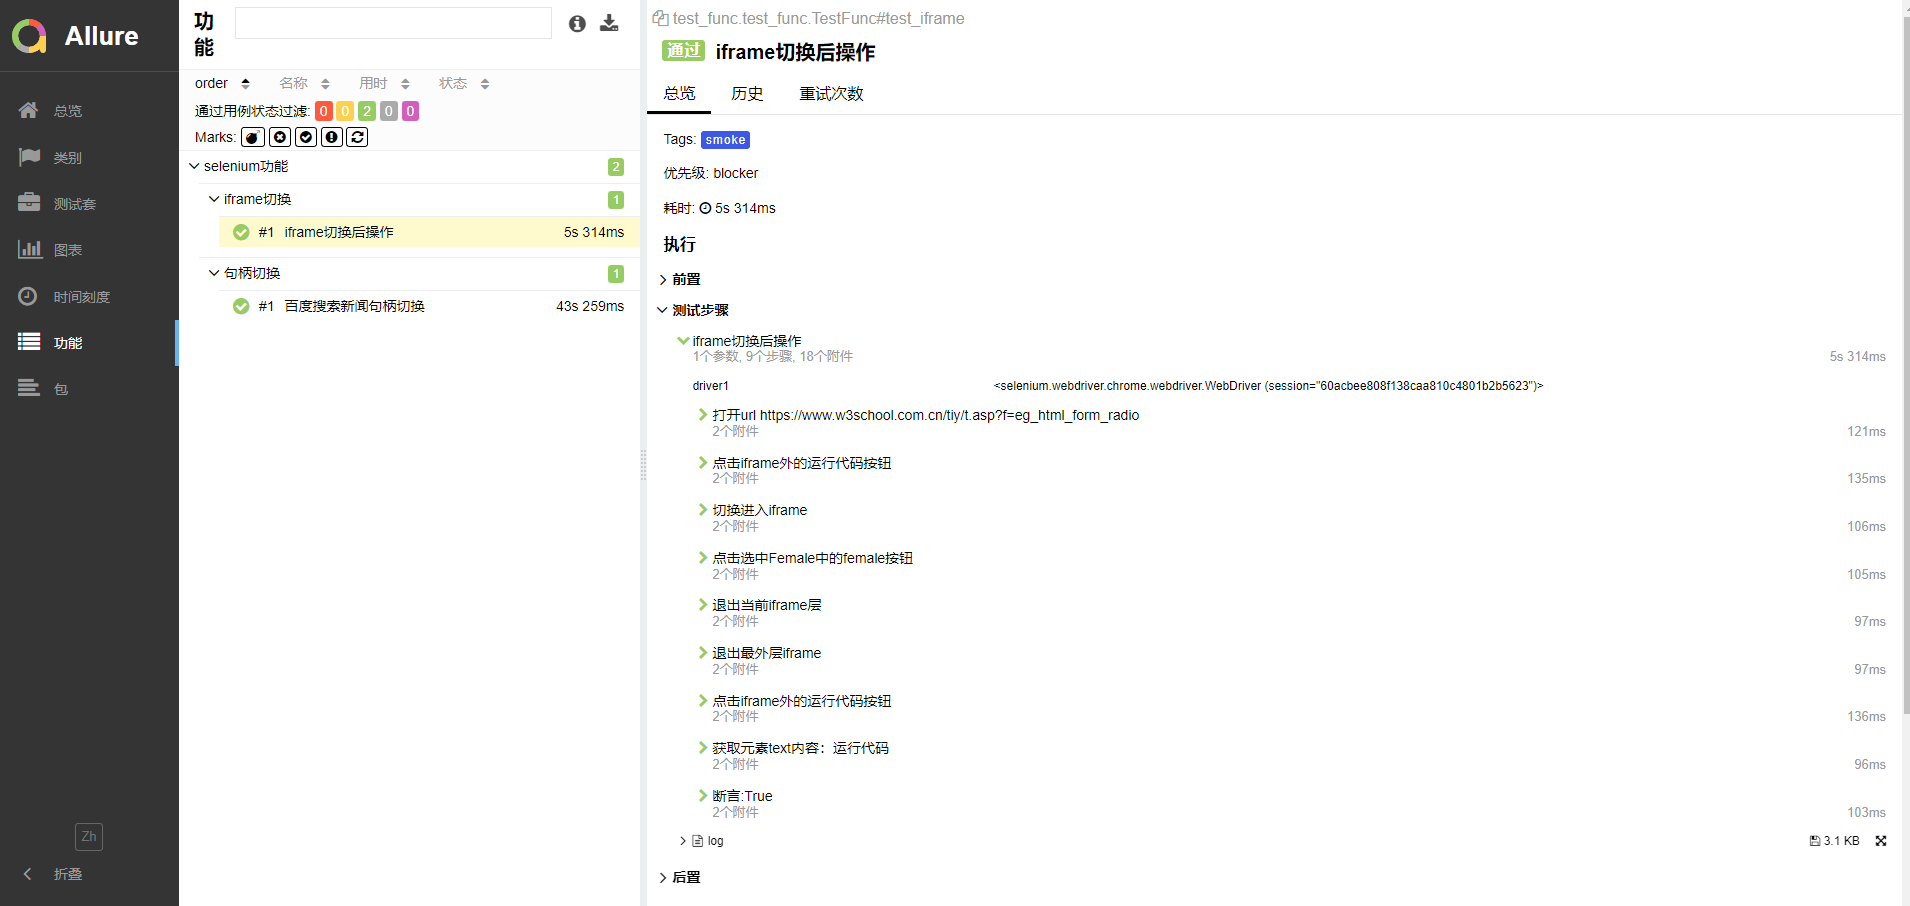 Allure
总览
类别
测试套
图表
时间刻度
功能
包
Zh
折叠
功能
order 名称 用时 状态
通过用例状态过滤: 0 0 2 0 0
Marks:
selenium功能 2
iframe切换 1
#1 iframe切换后操作 5s 314ms
句柄切换 1
#1 百度搜索新闻句柄切换 43s 259ms
test_func.test_func.TestFunc#test_iframe
通过 iframe切换后操作
总览 历史 重试次数
Tags: smoke
优先级: blocker
耗时: 5s 314ms
执行
前置
测试步骤
iframe切换后操作
1个参数, 9个步骤, 18个附件 5s 314ms
driver1 <selenium.webdriver.chrome.webdriver.WebDriver (session="60acbee808f138caa810c4801b2b5623")>
打开url https://www.w3school.com.cn/tiy/t.asp?f=eg_html_form_radio
2个附件 121ms
点击iframe外的运行代码按钮
2个附件 135ms
切换进入iframe
2个附件 106ms
点击选中Female中的female按钮
2个附件 105ms
退出当前iframe层
2个附件 97ms
退出最外层iframe
2个附件 97ms
点击iframe外的运行代码按钮
2个附件 136ms
获取元素text内容：运行代码
2个附件 96ms
断言:True
2个附件 103ms
log 3.1 KB
后置